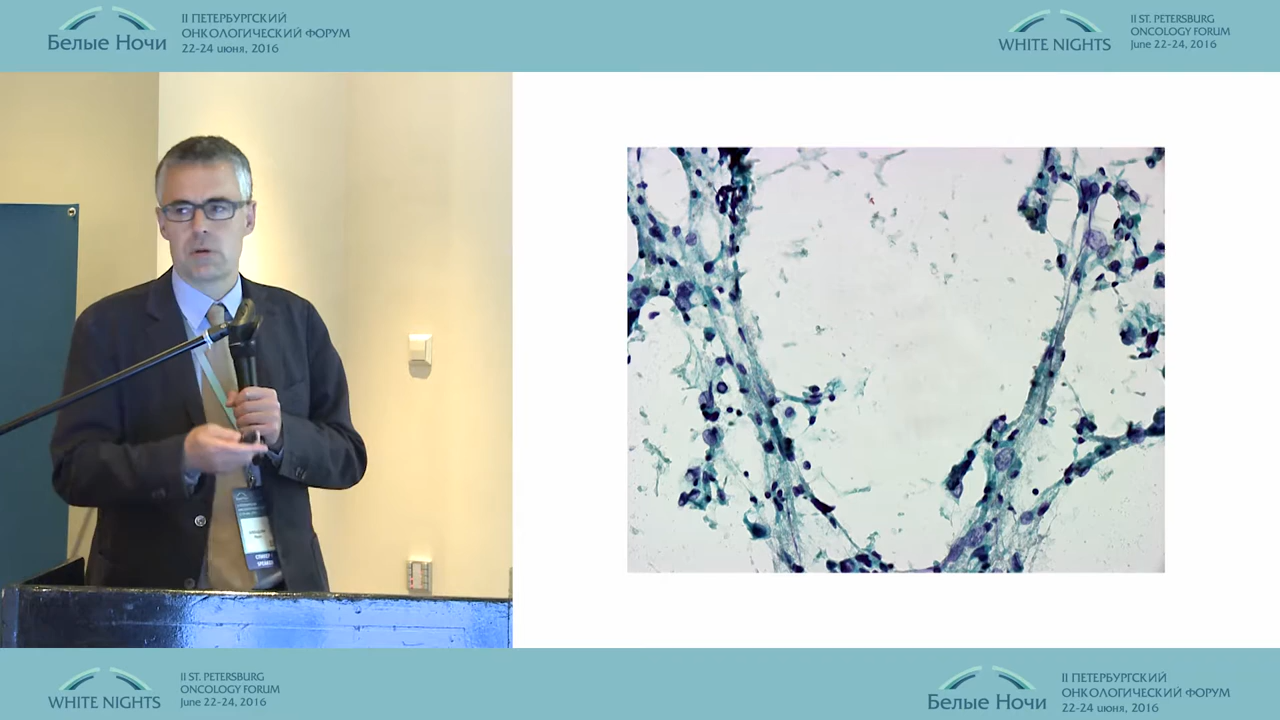 Белые Ночи
II ПЕТЕРБУРГСКИЙ
ОНКОЛОГИЧЕСКИЙ ФОРУМ
22-24 июня, 2016
WHITE NIGHTS
II ST. PETERSBURG
ONCOLOGY FORUM
June 22-24, 2016
SPEAKER
WHITE NIGHTS
II ST. PETERSBURG
ONCOLOGY FORUM
June 22-24, 2016
Белые Ночи
II ПЕТЕРБУРГСКИЙ
ОНКОЛОГИЧЕСКИЙ ФОРУМ
22-24 июня, 2016